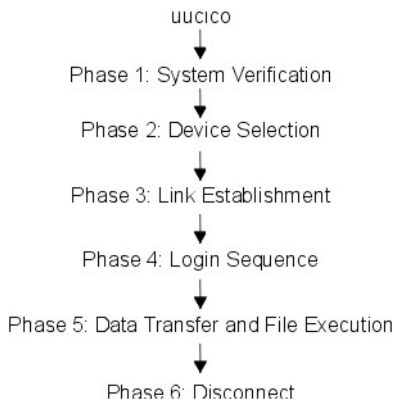 uucico
Phase 1: System Verification
Phase 2: Device Selection
Phase 3: Link Establishment
Phase 4: Login Sequence
Phase 5: Data Transfer and File Execution
Phase 6: Disconnect